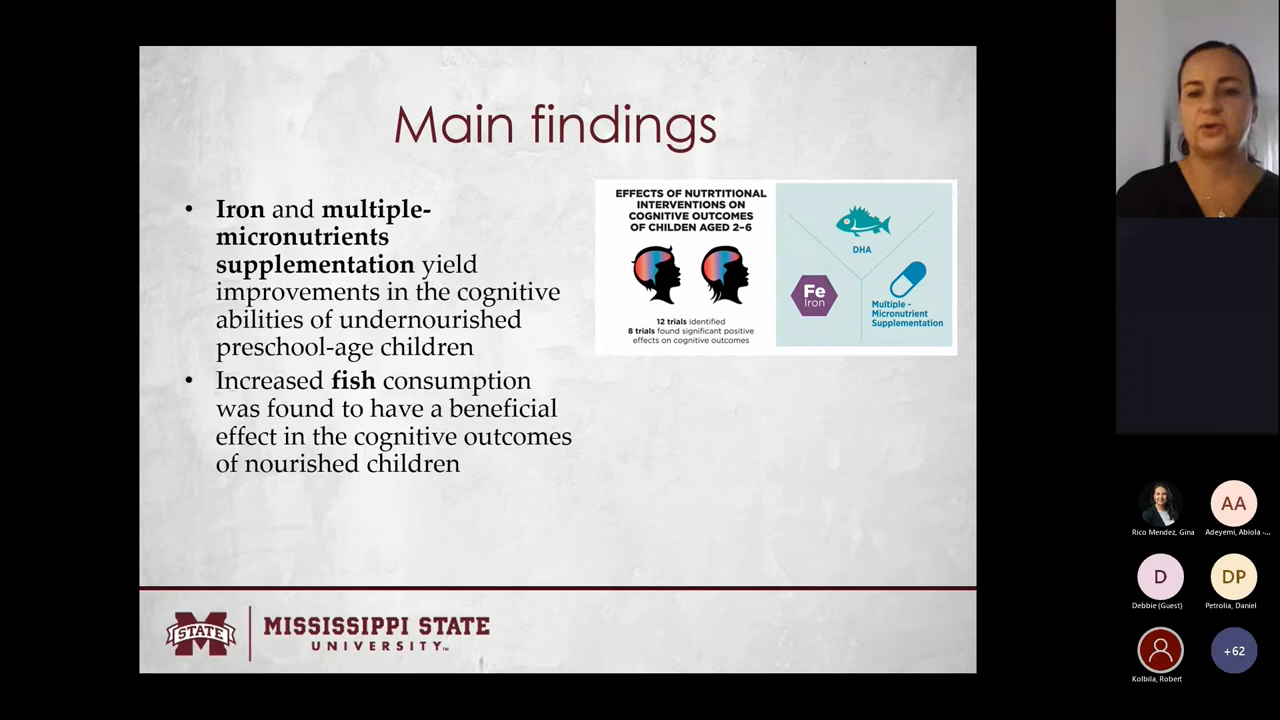 Main findings
• Iron and multiple-
micronutrients
supplementation yield
improvements in the cognitive
abilities of undernourished
preschool-age children
• Increased fish consumption
was found to have a beneficial
effect in the cognitive outcomes
of nourished children
EFFECTS OF NUTRTITIONAL
INTERVENTIONS ON
COGNITIVE OUTCOMES
OF CHILDEN AGED 2–6
12 trials identified
8 trials found significant positive
effects on cognitive outcomes
DHA
Fe
Iron
Multiple -
Micronutrient
Supplementation
STATE
MISSISSIPPI STATE
UNIVERSITY™
AA
Rico Mendez, Gina
Adeyemi, Abiola -...
D
DP
Debbie (Guest)
Petrolia, Daniel
+62
Kolbila, Robert